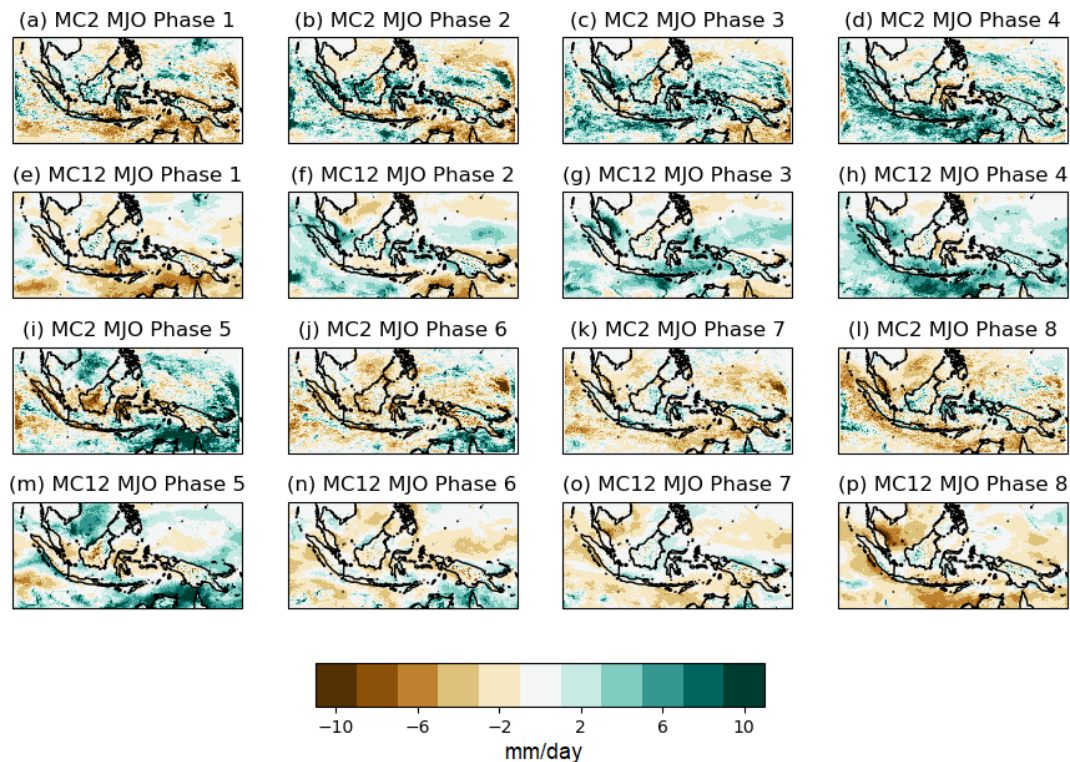 (a) MC2 MJO Phase 1
(b) MC2 MJO Phase 2
(c) MC2 MJO Phase 3
(d) MC2 MJO Phase 4
(e) MC12 MJO Phase 1
(f) MC12 MJO Phase 2
(g) MC12 MJO Phase 3
(h) MC12 MJO Phase 4
(i) MC2 MJO Phase 5
(j) MC2 MJO Phase 6
(k) MC2 MJO Phase 7
(l) MC2 MJO Phase 8
(m) MC12 MJO Phase 5
(n) MC12 MJO Phase 6
(o) MC12 MJO Phase 7
(p) MC12 MJO Phase 8
−10 −6 −2 2 6 10
mm/day